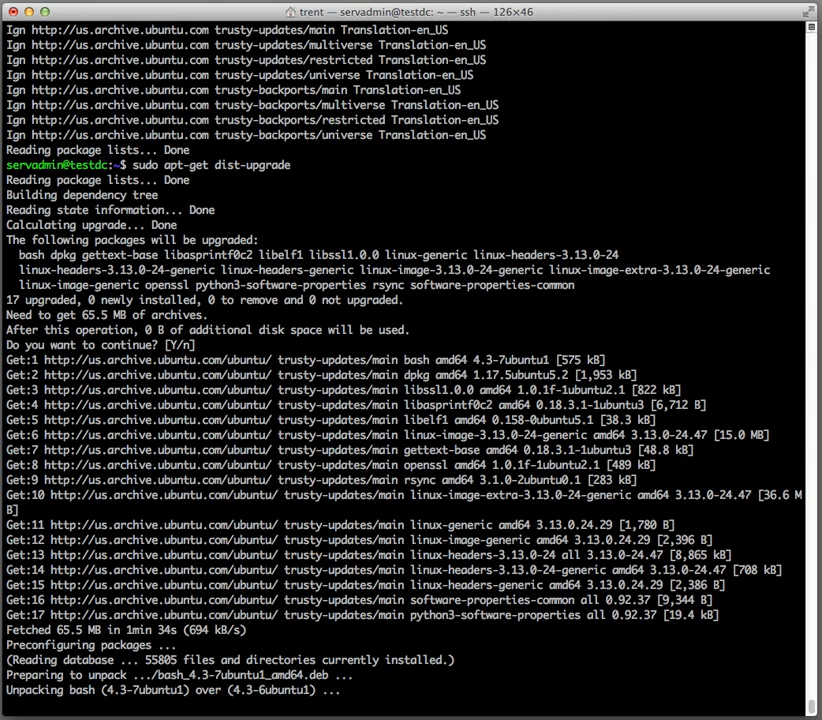 trent — servadmin@testdc: ~ — ssh — 126×46
Ign http://us.archive.ubuntu.com trusty-updates/main Translation-en_US
Ign http://us.archive.ubuntu.com trusty-updates/multiverse Translation-en_US
Ign http://us.archive.ubuntu.com trusty-updates/restricted Translation-en_US
Ign http://us.archive.ubuntu.com trusty-updates/universe Translation-en_US
Ign http://us.archive.ubuntu.com trusty-backports/main Translation-en_US
Ign http://us.archive.ubuntu.com trusty-backports/multiverse Translation-en_US
Ign http://us.archive.ubuntu.com trusty-backports/restricted Translation-en_US
Ign http://us.archive.ubuntu.com trusty-backports/universe Translation-en_US
Reading package lists... Done
servadmin@testdc:~$ sudo apt-get dist-upgrade
Reading package lists... Done
Building dependency tree
Reading state information... Done
Calculating upgrade... Done
The following packages will be upgraded:
  bash dpkg gettext-base libasprintf0c2 libelf1 libssl1.0.0 linux-generic linux-headers-3.13.0-24
  linux-headers-3.13.0-24-generic linux-headers-generic linux-image-3.13.0-24-generic linux-image-extra-3.13.0-24-generic
  linux-image-generic openssl python3-software-properties rsync software-properties-common
17 upgraded, 0 newly installed, 0 to remove and 0 not upgraded.
Need to get 65.5 MB of archives.
After this operation, 0 B of additional disk space will be used.
Do you want to continue? [Y/n]
Get:1 http://us.archive.ubuntu.com/ubuntu/ trusty-updates/main bash amd64 4.3-7ubuntu1 [575 kB]
Get:2 http://us.archive.ubuntu.com/ubuntu/ trusty-updates/main dpkg amd64 1.17.5ubuntu5.2 [1,953 kB]
Get:3 http://us.archive.ubuntu.com/ubuntu/ trusty-updates/main libssl1.0.0 amd64 1.0.1f-1ubuntu2.1 [822 kB]
Get:4 http://us.archive.ubuntu.com/ubuntu/ trusty-updates/main libasprintf0c2 amd64 0.18.3.1-1ubuntu3 [6,712 B]
Get:5 http://us.archive.ubuntu.com/ubuntu/ trusty-updates/main libelf1 amd64 0.158-0ubuntu5.1 [38.3 kB]
Get:6 http://us.archive.ubuntu.com/ubuntu/ trusty-updates/main linux-image-3.13.0-24-generic amd64 3.13.0-24.47 [15.0 MB]
Get:7 http://us.archive.ubuntu.com/ubuntu/ trusty-updates/main gettext-base amd64 0.18.3.1-1ubuntu3 [48.8 kB]
Get:8 http://us.archive.ubuntu.com/ubuntu/ trusty-updates/main openssl amd64 1.0.1f-1ubuntu2.1 [489 kB]
Get:9 http://us.archive.ubuntu.com/ubuntu/ trusty-updates/main rsync amd64 3.1.0-2ubuntu0.1 [283 kB]
Get:10 http://us.archive.ubuntu.com/ubuntu/ trusty-updates/main linux-image-extra-3.13.0-24-generic amd64 3.13.0-24.47 [36.6 M
B]
Get:11 http://us.archive.ubuntu.com/ubuntu/ trusty-updates/main linux-generic amd64 3.13.0.24.29 [1,780 B]
Get:12 http://us.archive.ubuntu.com/ubuntu/ trusty-updates/main linux-image-generic amd64 3.13.0.24.29 [2,396 B]
Get:13 http://us.archive.ubuntu.com/ubuntu/ trusty-updates/main linux-headers-3.13.0-24 all 3.13.0-24.47 [8,865 kB]
Get:14 http://us.archive.ubuntu.com/ubuntu/ trusty-updates/main linux-headers-3.13.0-24-generic amd64 3.13.0-24.47 [708 kB]
Get:15 http://us.archive.ubuntu.com/ubuntu/ trusty-updates/main linux-headers-generic amd64 3.13.0.24.29 [2,386 B]
Get:16 http://us.archive.ubuntu.com/ubuntu/ trusty-updates/main software-properties-common all 0.92.37 [9,344 B]
Get:17 http://us.archive.ubuntu.com/ubuntu/ trusty-updates/main python3-software-properties all 0.92.37 [19.4 kB]
Fetched 65.5 MB in 1min 34s (694 kB/s)
Preconfiguring packages ...
(Reading database ... 55805 files and directories currently installed.)
Preparing to unpack .../bash_4.3-7ubuntu1_amd64.deb ...
Unpacking bash (4.3-7ubuntu1) over (4.3-6ubuntu1) ...